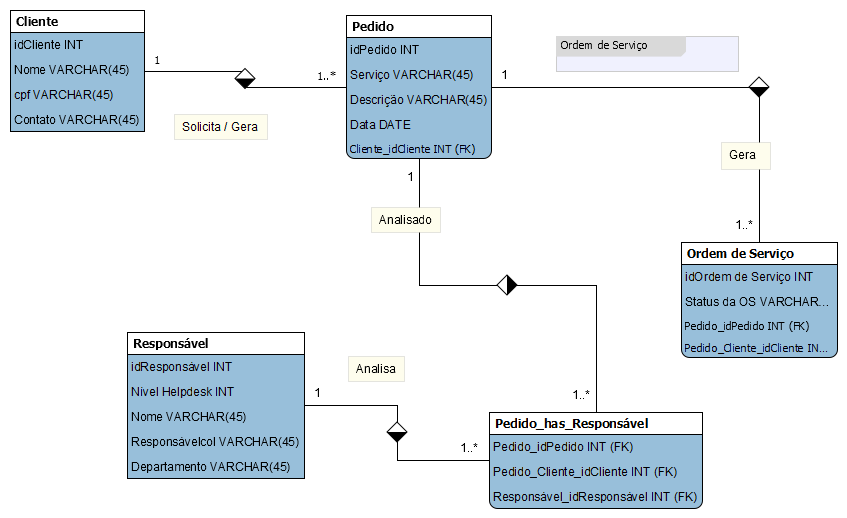 Cliente
idCliente INT
Nome VARCHAR(45)
cpf VARCHAR(45)
Contato VARCHAR(45)
1
1..*
Solicita / Gera
Pedido
idPedido INT
Serviço VARCHAR(45)
Descrição VARCHAR(45)
Data DATE
Cliente_idCliente INT (FK)
Ordem de Serviço
1
Gera
1..*
1
Analisado
Ordem de Serviço
idOrdem de Serviço INT
Status da OS VARCHAR...
Pedido_idPedido INT (FK)
Pedido_Cliente_idCliente IN...
Responsável
idResponsável INT
Nível Helpdesk INT
Nome VARCHAR(45)
Responsávelcol VARCHAR(45)
Departamento VARCHAR(45)
Analisa
1
1..*
1..*
Pedido_has_Responsável
Pedido_idPedido INT (FK)
Pedido_Cliente_idCliente INT (FK)
Responsável_idResponsável INT (FK)